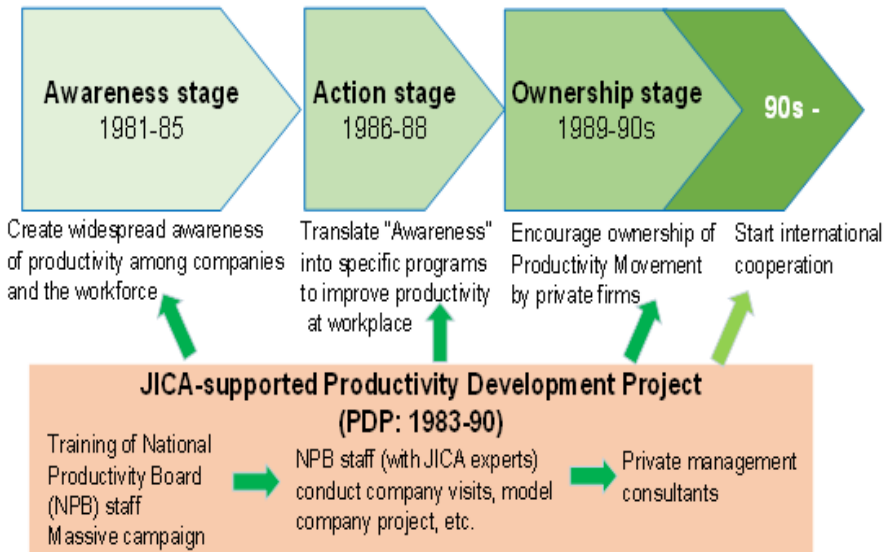 Awareness stage
1981-85
Action stage
1986-88
Ownership stage
1989-90s
90s -
Create widespread awareness
of productivity among companies
and the workforce
Translate "Awareness"
into specific programs
to improve productivity
at workplace
Encourage ownership of
Productivity Movement
by private firms
Start international
cooperation
JICA-supported Productivity Development Project
(PDP: 1983-90)
Training of National
Productivity Board
(NPB) staff
Massive campaign
NPB staff (with JICA experts)
conduct company visits, model
company project, etc.
Private management
consultants